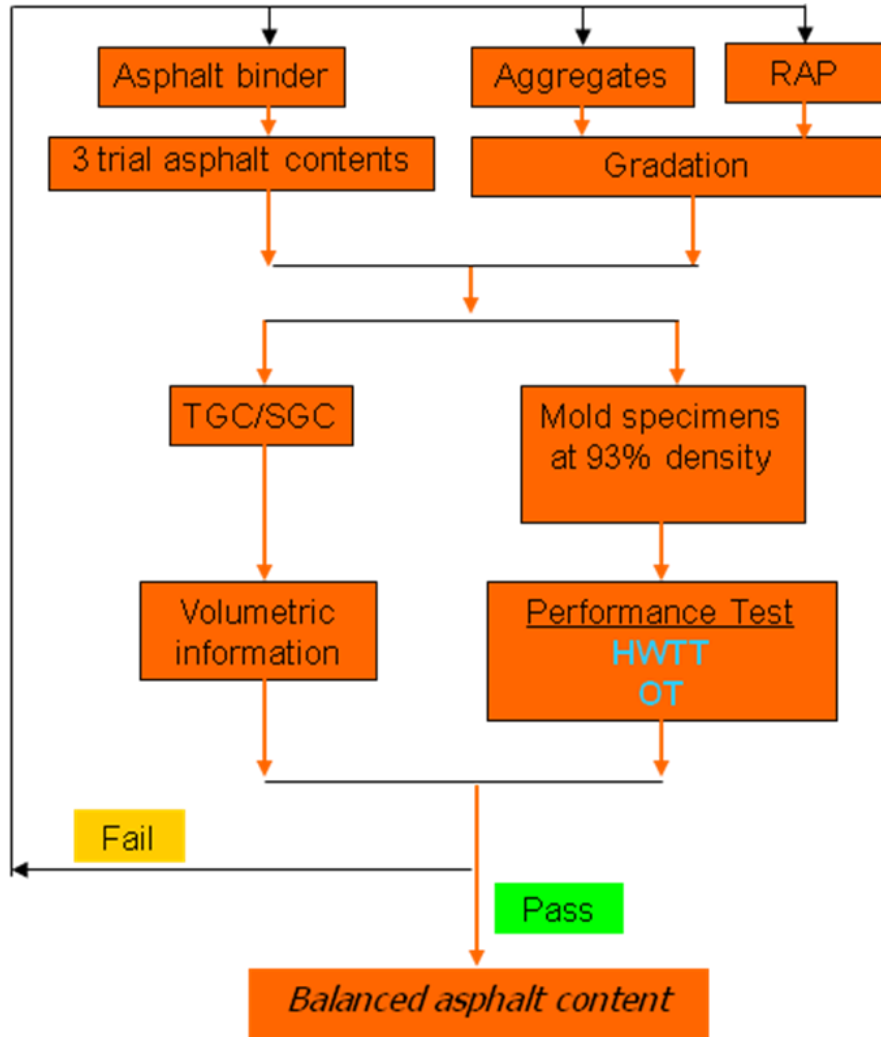 Asphalt binder
Aggregates
RAP
3 trial asphalt contents
Gradation
TGC/SGC
Mold specimens
at 93% density
Volumetric
information
Performance Test
HWTT
OT
Fail
Pass
Balanced asphalt content